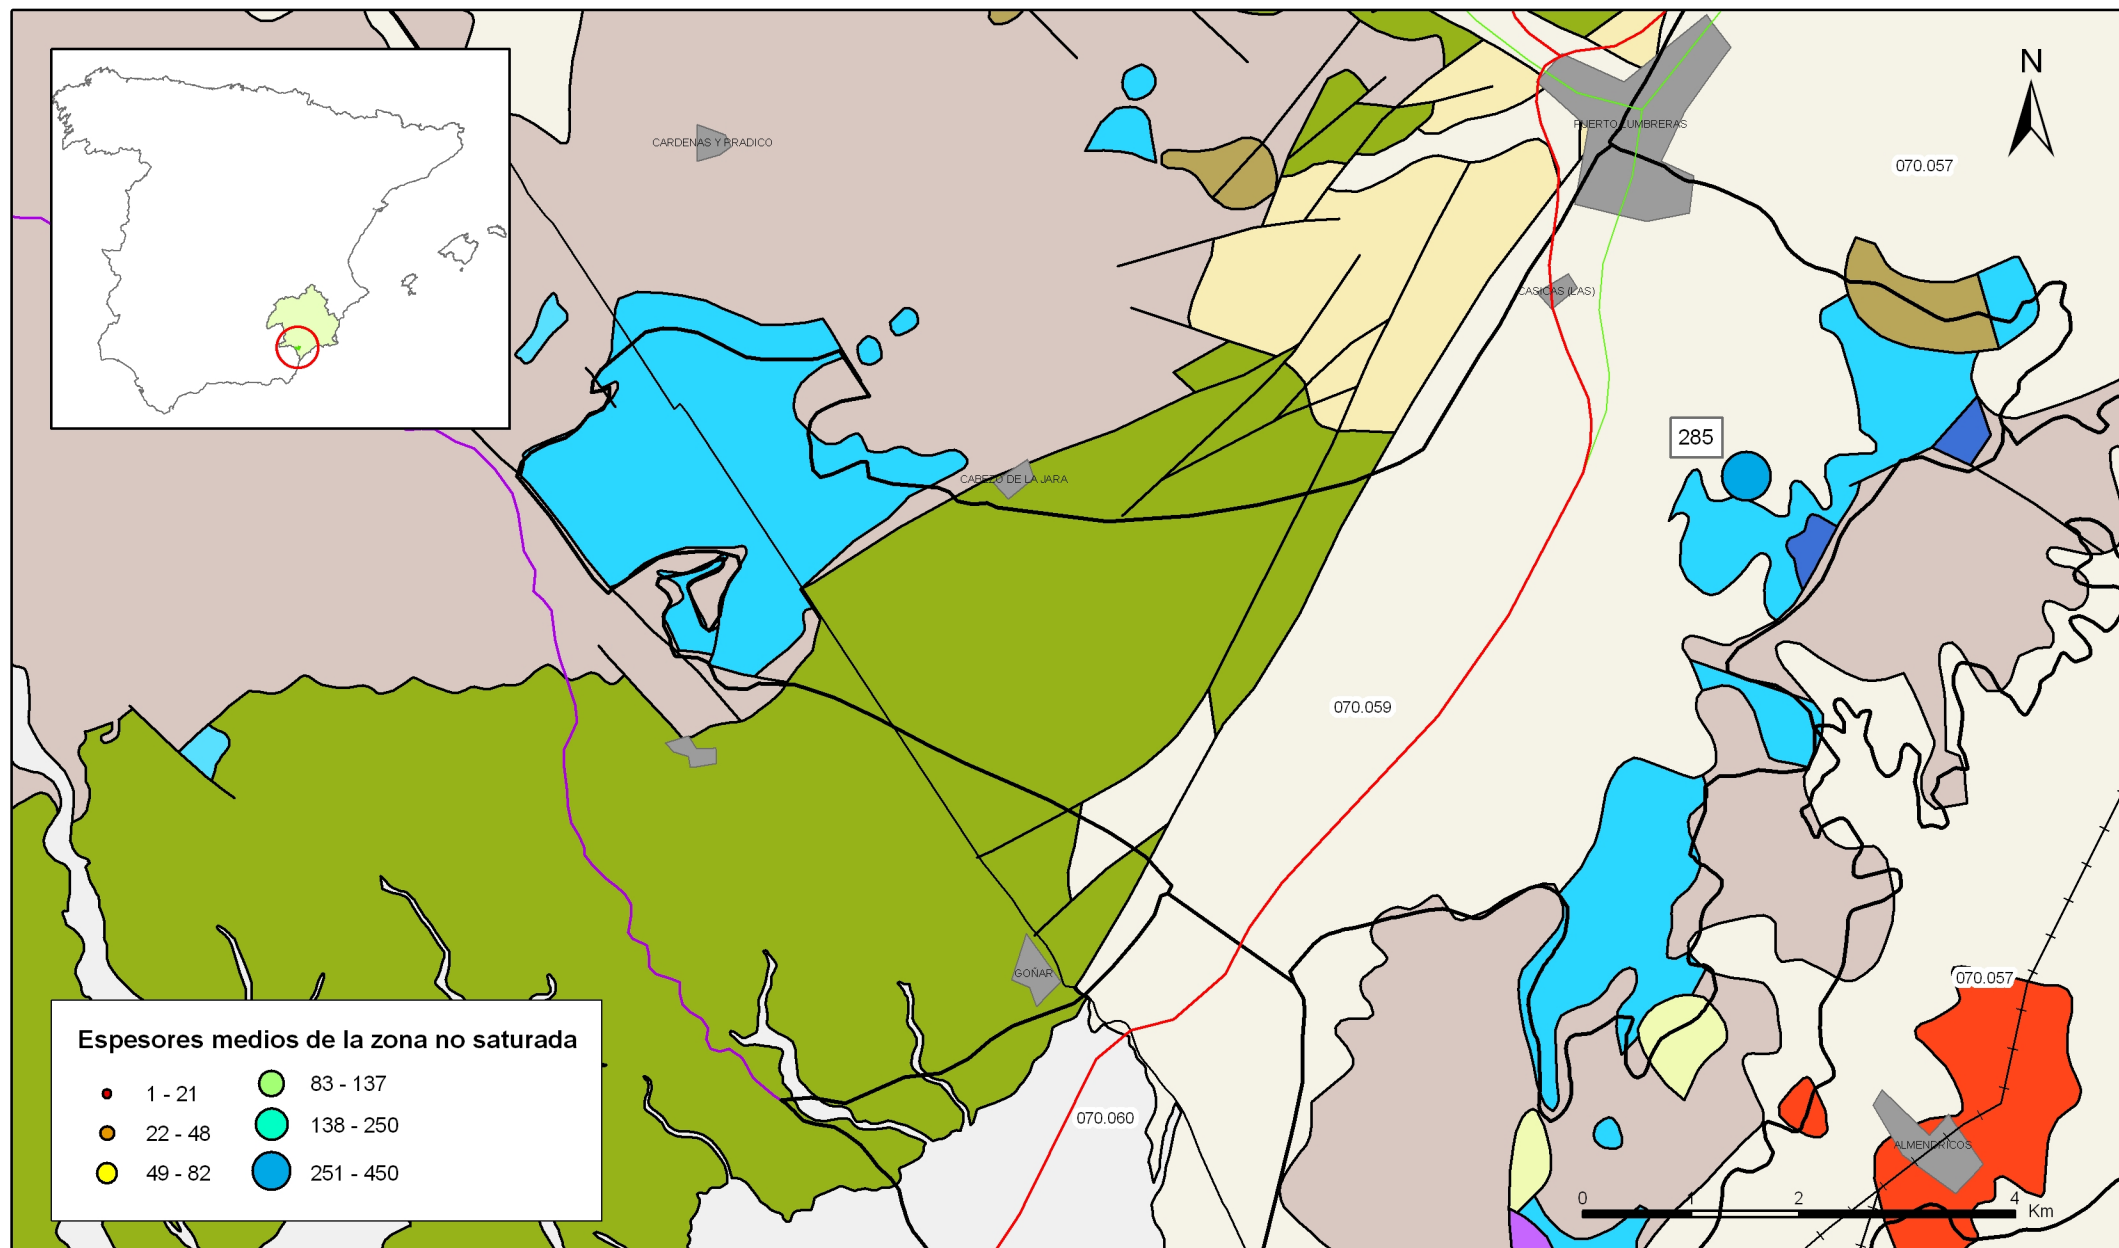 N
CARDENAS Y PRADICO
PUERTO LUMBRERAS
070.057
CASICAS (LAS)
285
CABEZO DE LA JARA
070.059
GOÑAR
070.057
070.060
ALMENDRICOS
Espesores medios de la zona no saturada
1 - 21
22 - 48
49 - 82
83 - 137
138 - 250
251 - 450
0 1 2 4
Km